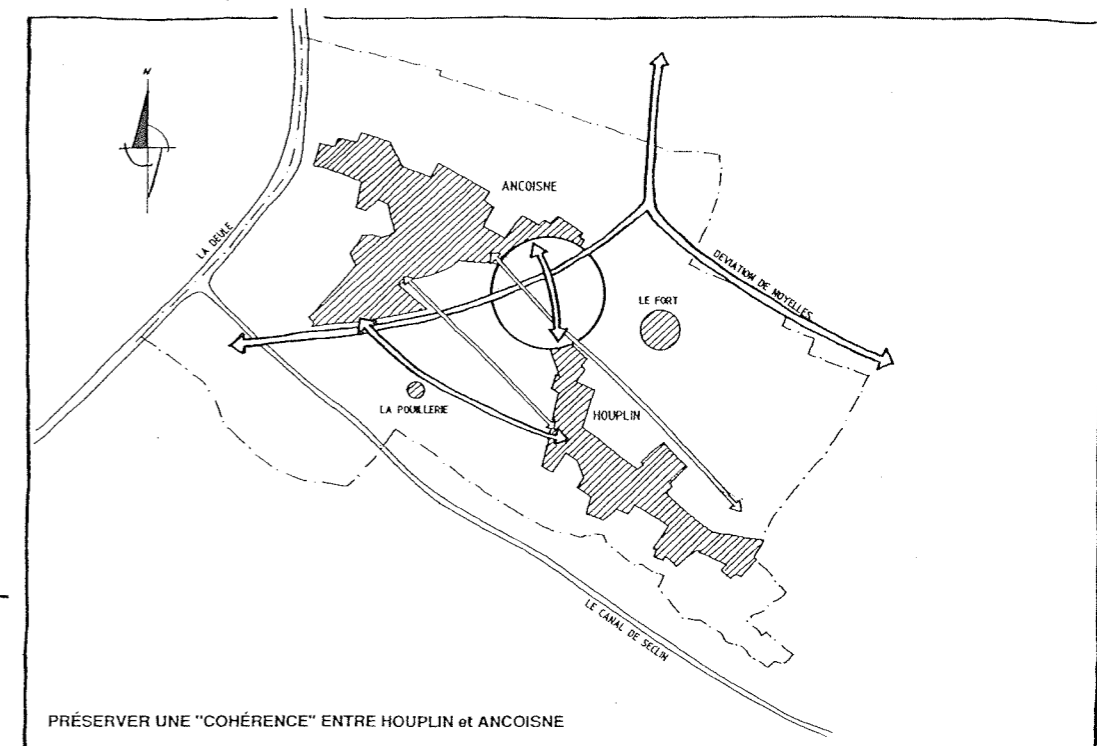 N
ANCOISNE
LA DEULE
DEVIATION DE NOYELLES
LE FORT
LA POUILLERIE
HOUPLIN
LE CANAL DE SECLIN
PRÉSERVER UNE "COHÉRENCE" ENTRE HOUPLIN et ANCOISNE